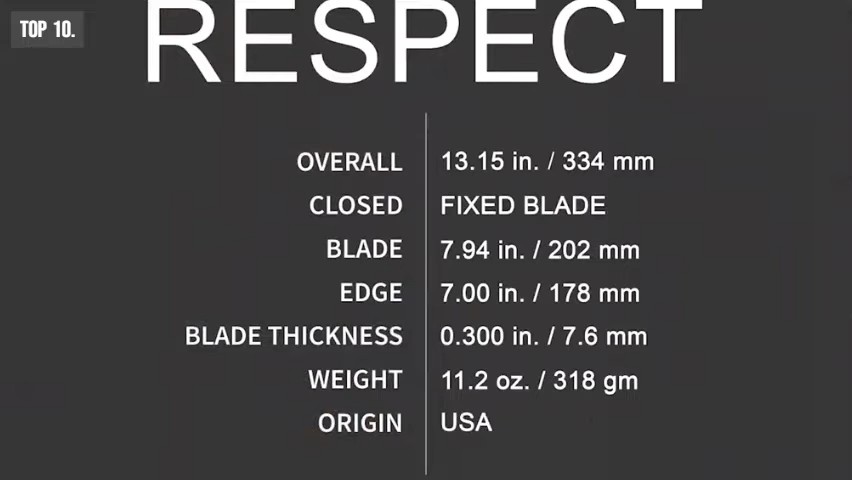 TOP 10.
RESPECT
OVERALL 13.15 in. / 334 mm
CLOSED FIXED BLADE
BLADE 7.94 in. / 202 mm
EDGE 7.00 in. / 178 mm
BLADE THICKNESS 0.300 in. / 7.6 mm
WEIGHT 11.2 oz. / 318 gm
ORIGIN USA